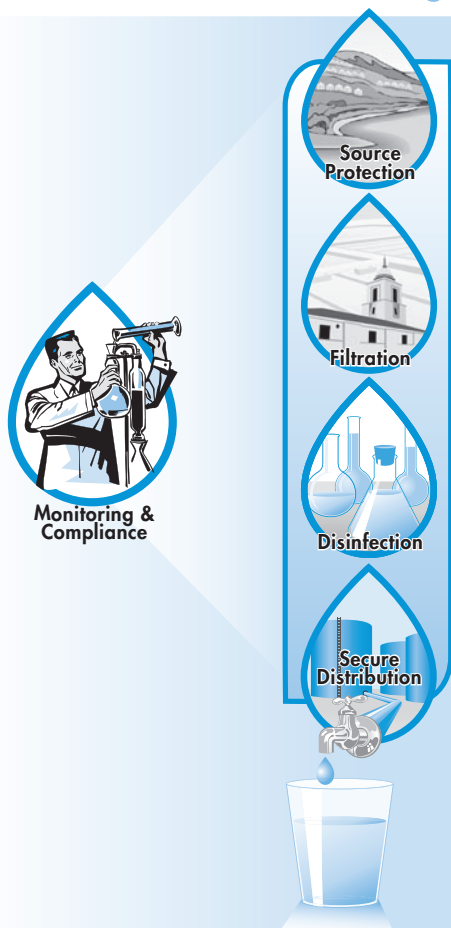 Source
Protection
Filtration
Monitoring &
Compliance
Disinfection
Secure
Distribution